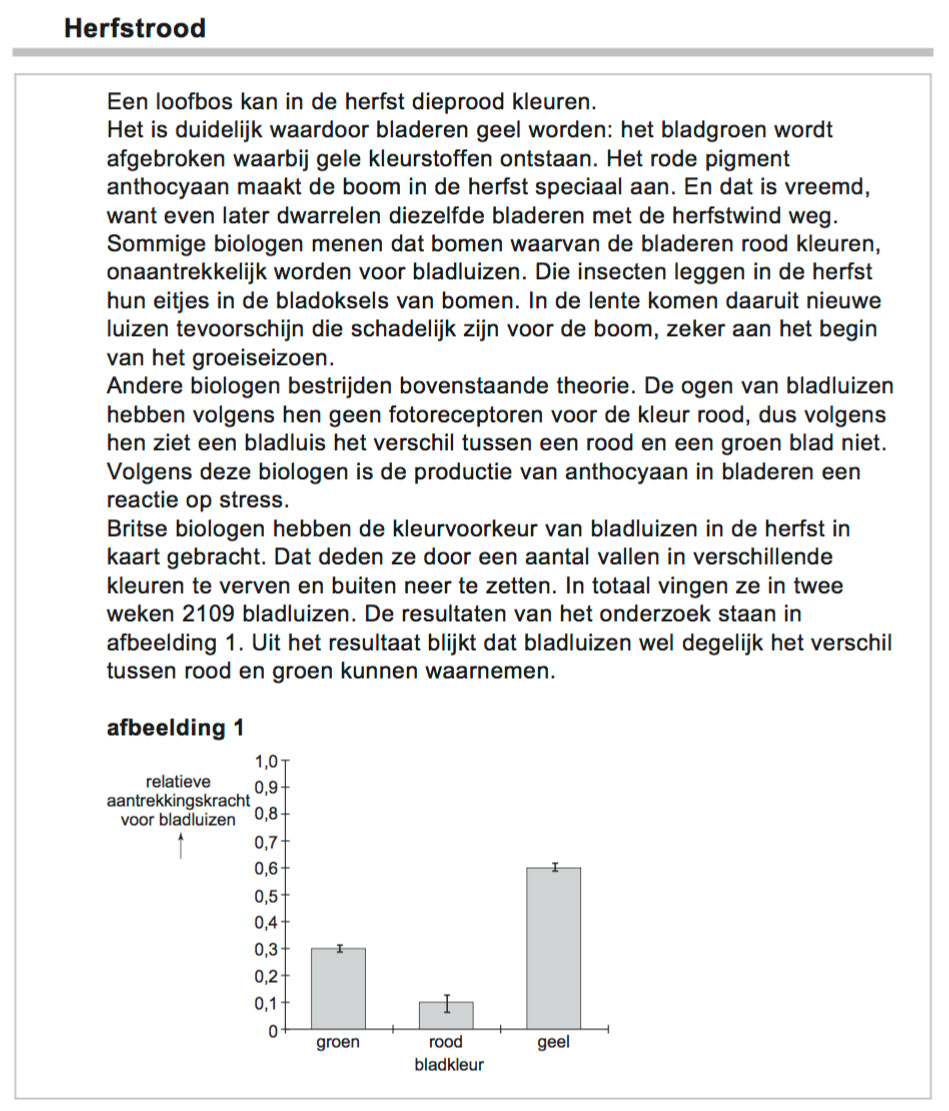 Herfstrood
Een loofbos kan in de herfst dieprood kleuren.
Het is duidelijk waardoor bladeren geel worden: het bladgroen wordt
afgebroken waarbij gele kleurstoffen ontstaan. Het rode pigment
anthocyaan maakt de boom in de herfst speciaal aan. En dat is vreemd,
want even later dwarrelen diezelfde bladeren met de herfstwind weg.
Sommige biologen menen dat bomen waarvan de bladeren rood kleuren,
onaantrekkelijk worden voor bladluizen. Die insecten leggen in de herfst
hun eitjes in de bladoksels van bomen. In de lente komen daaruit nieuwe
luizen tevoorschijn die schadelijk zijn voor de boom, zeker aan het begin
van het groeiseizoen.
Andere biologen bestrijden bovenstaande theorie. De ogen van bladluizen
hebben volgens hen geen fotoreceptoren voor de kleur rood, dus volgens
hen ziet een bladluis het verschil tussen een rood en een groen blad niet.
Volgens deze biologen is de productie van anthocyaan in bladeren een
reactie op stress.
Britse biologen hebben de kleurvoorkeur van bladluizen in de herfst in
kaart gebracht. Dat deden ze door een aantal vallen in verschillende
kleuren te verven en buiten neer te zetten. In totaal vingen ze in twee
weken 2109 bladluizen. De resultaten van het onderzoek staan in
afbeelding 1. Uit het resultaat blijkt dat bladluizen wel degelijk het verschil
tussen rood en groen kunnen waarnemen.
afbeelding 1
relatieve
aantrekkingskracht
voor bladluizen
1,0
0,9
0,8
0,7
0,6
0,5
0,4
0,3
0,2
0,1
0
groen rood geel
bladkleur